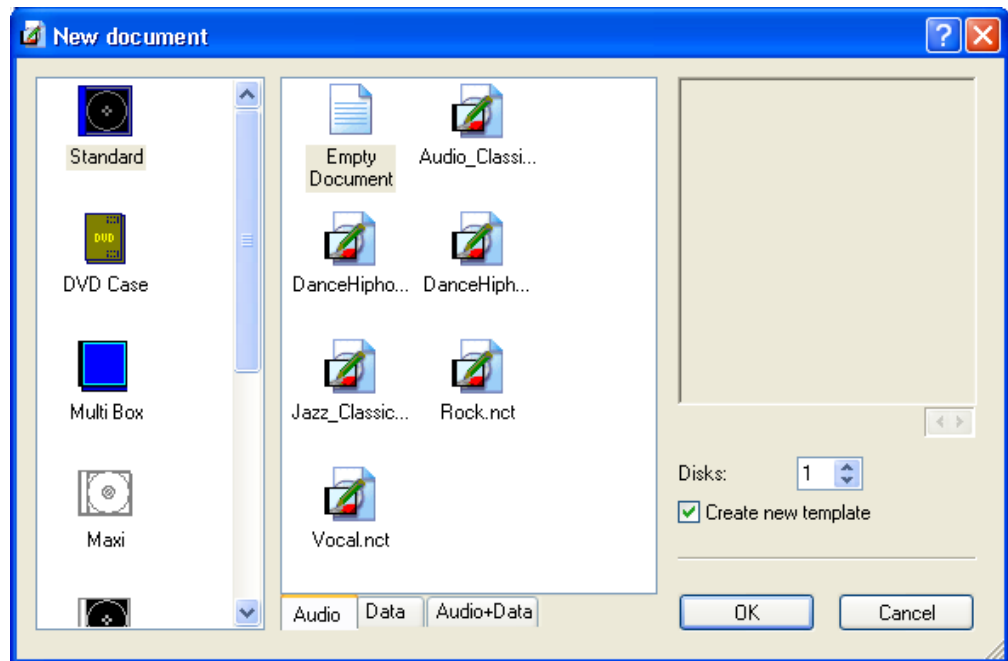 New document
Standard
DVD
DVD Case
Multi Box
Maxi
Empty
Document
Audio_Classi...
DanceHipho...
DanceHiph...
Jazz_Classic...
Rock.nct
Vocal.nct
Audio
Data
Audio+Data
Disks:
1
Create new template
OK
Cancel